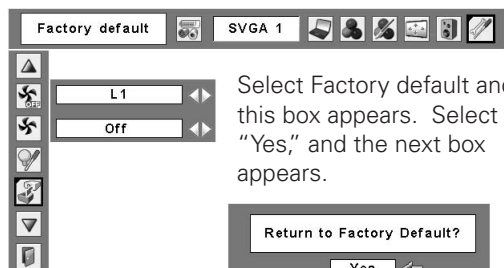 Factory default
SVGA 1
OFF
L1
Off
Select Factory default and
this box appears. Select
“Yes,” and the next box
appears.
Return to Factory Default?
Yes